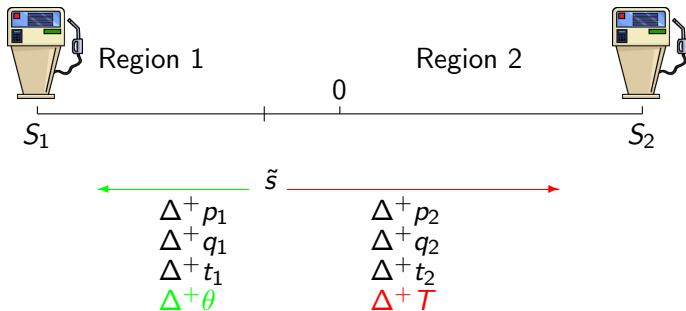 Region 1 Region 2
0
S₁ S₂
s̃
Δ⁺p₁ Δ⁺p₂
Δ⁺q₁ Δ⁺q₂
Δ⁺t₁ Δ⁺t₂
Δ⁺θ Δ⁺T